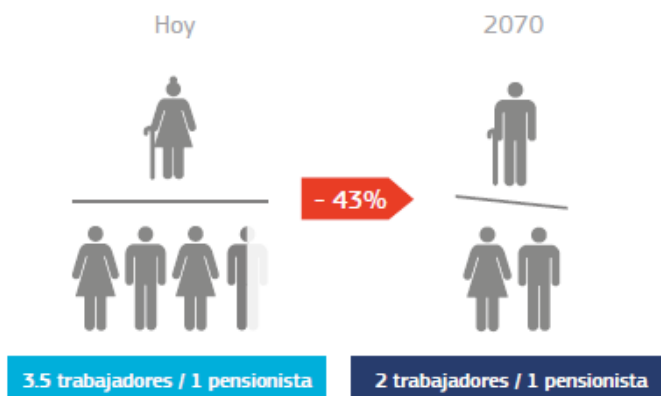 Hoy
2070
- 43%
3.5 trabajadores / 1 pensionista
2 trabajadores / 1 pensionista